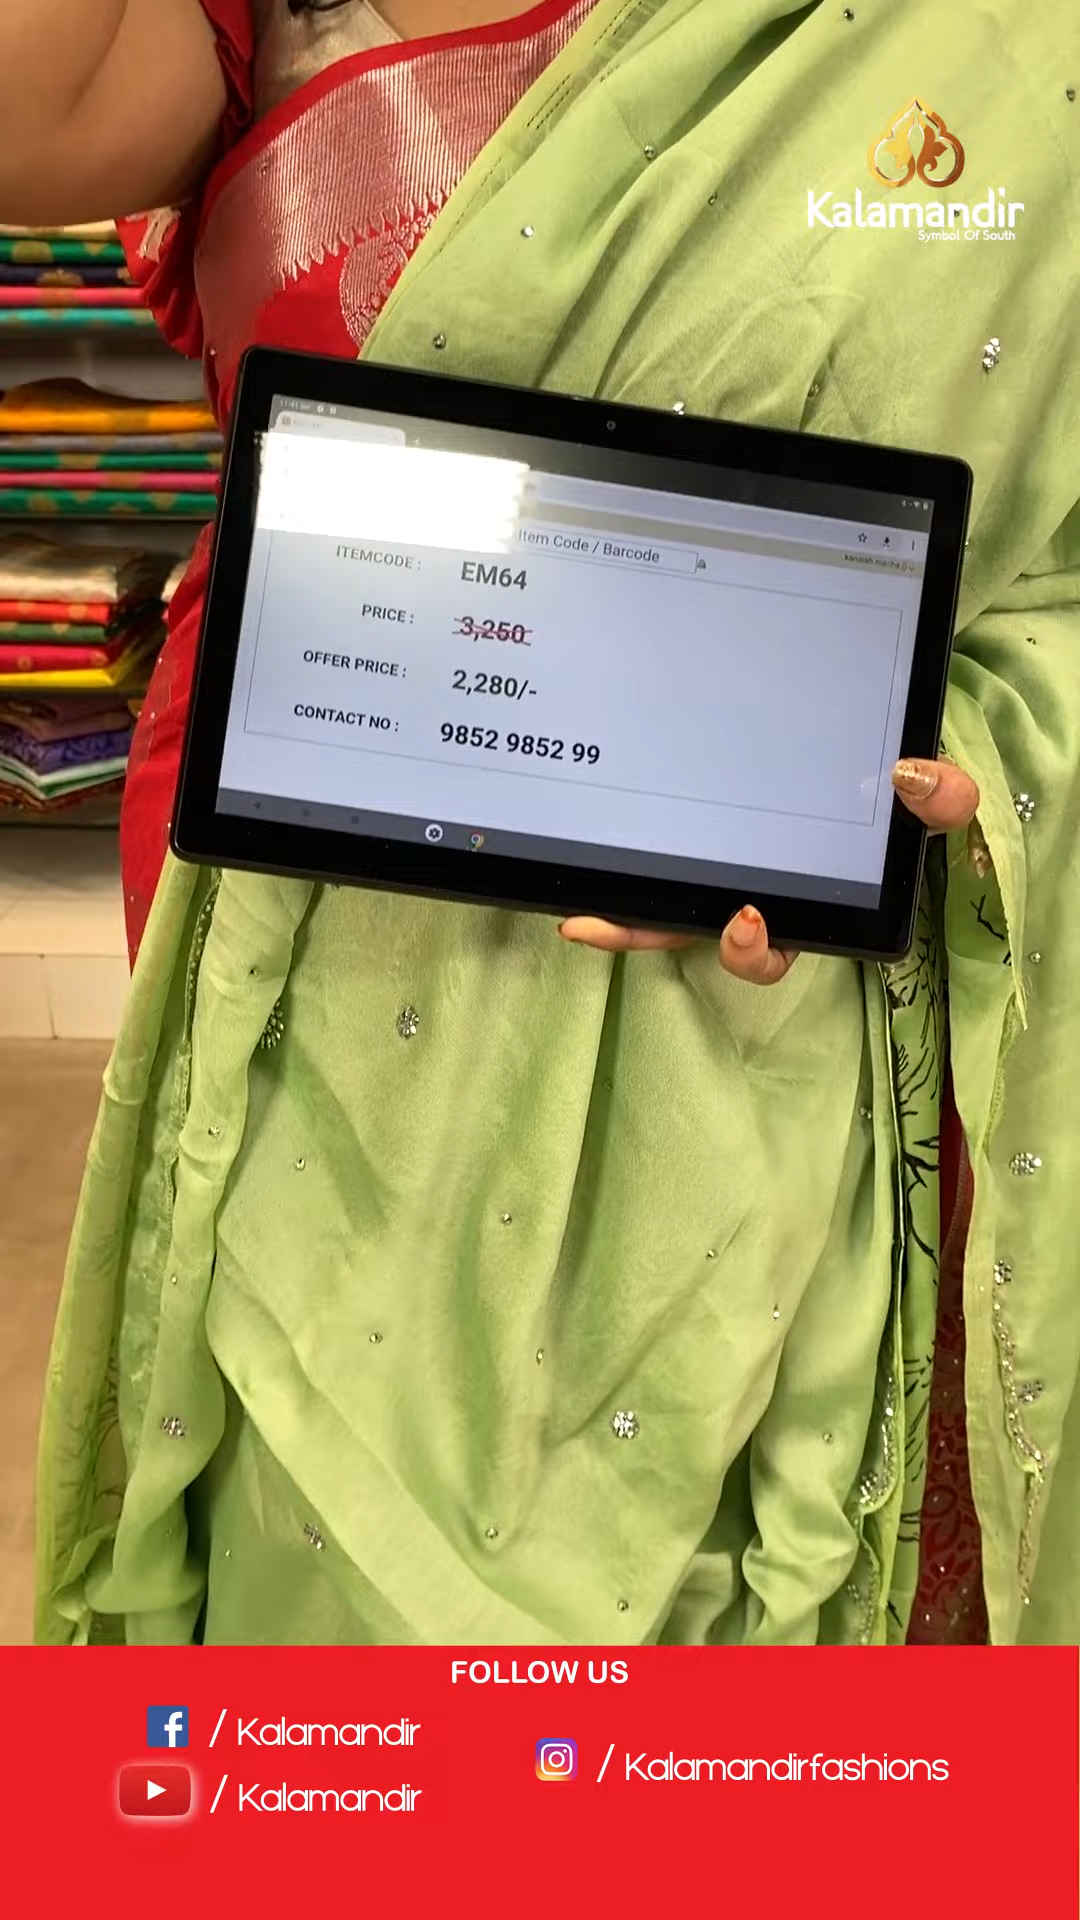 Kalamandir
Symbol Of South
Item Code / Barcode
ITEMCODE : EM64
PRICE : 3,250
OFFER PRICE : 2,280/-
CONTACT NO : 9852 9852 99
FOLLOW US
/ Kalamandir
/ Kalamandirfashions
/ Kalamandir